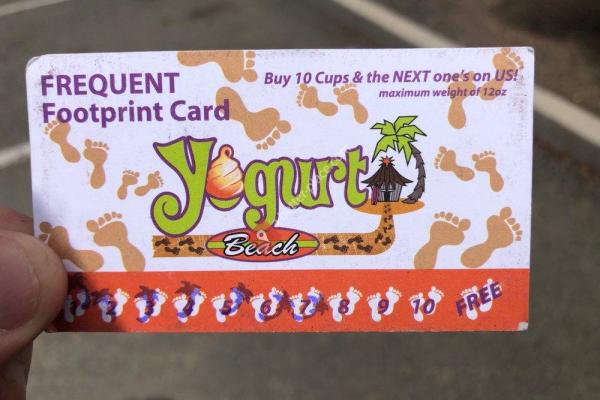 FREQUENT
Footprint Card
Buy 10 Cups & the NEXT one's on US!
maximum weight of 12oz
Yogurt
Beach
1 2 3 4 5 6 7 8 9 10 FREE